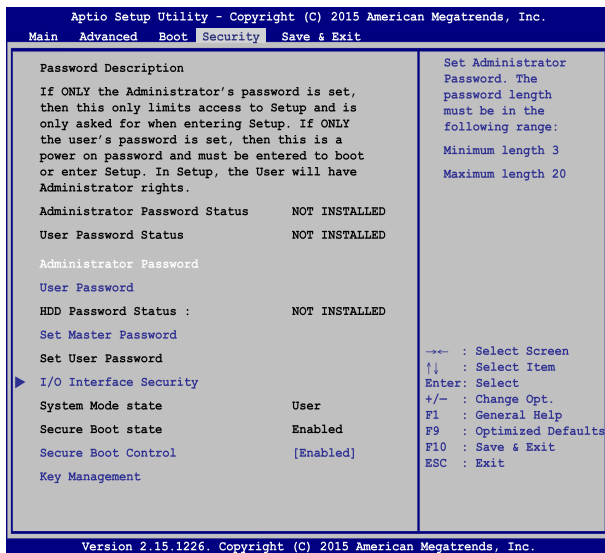 Aptio Setup Utility - Copyright (C) 2015 American Megatrends, Inc.
Main Advanced Boot Security Save & Exit
Password Description
If ONLY the Administrator's password is set,
then this only limits access to Setup and is
only asked for when entering Setup. If ONLY
the user's password is set, then this is a
power on password and must be entered to boot
or enter Setup. In Setup, the User will have
Administrator rights.
Administrator Password Status NOT INSTALLED
User Password Status NOT INSTALLED
Administrator Password
User Password
HDD Password Status : NOT INSTALLED
Set Master Password
Set User Password
I/O Interface Security
System Mode state User
Secure Boot state Enabled
Secure Boot Control [Enabled]
Key Management
Set Administrator
Password. The
password length
must be in the
following range:
Minimum length 3
Maximum length 20
→← : Select Screen
↑↓ : Select Item
Enter: Select
+/— : Change Opt.
F1 : General Help
F9 : Optimized Defaults
F10 : Save & Exit
ESC : Exit
Version 2.15.1226. Copyright (C) 2015 American Megatrends, Inc.